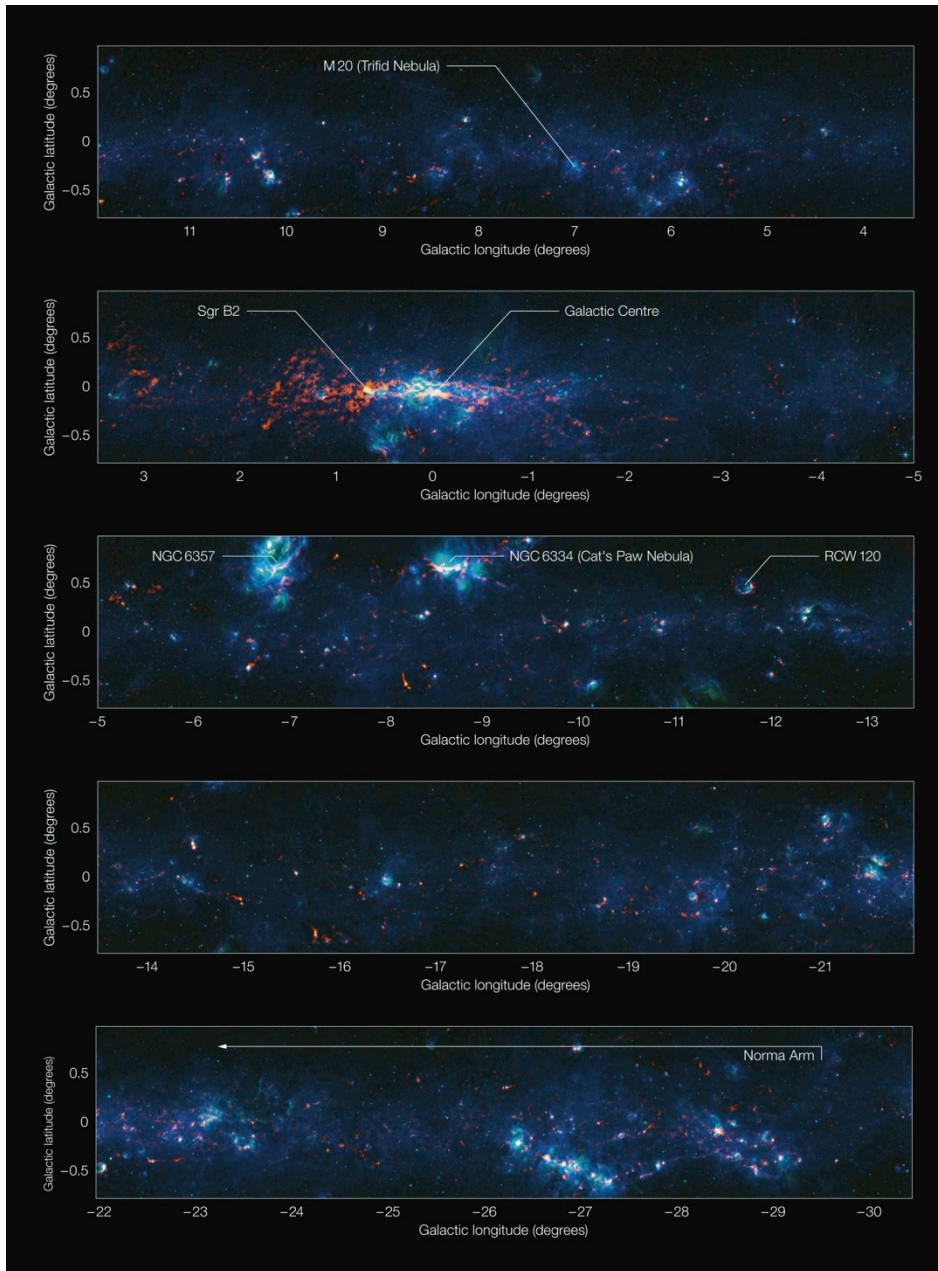 Galactic latitude (degrees)
0.5
0
−0.5
M 20 (Trifid Nebula)
11 10 9 8 7 6 5 4
Galactic longitude (degrees)
Galactic latitude (degrees)
0.5
0
−0.5
Sgr B2 Galactic Centre
3 2 1 0 −1 −2 −3 −4 −5
Galactic longitude (degrees)
Galactic latitude (degrees)
0.5
0
−0.5
NGC 6357 NGC 6334 (Cat's Paw Nebula) RCW 120
−5 −6 −7 −8 −9 −10 −11 −12 −13
Galactic longitude (degrees)
Galactic latitude (degrees)
0.5
0
−0.5
−14 −15 −16 −17 −18 −19 −20 −21
Galactic longitude (degrees)
Galactic latitude (degrees)
0.5
0
−0.5
Norma Arm
−22 −23 −24 −25 −26 −27 −28 −29 −30
Galactic longitude (degrees)